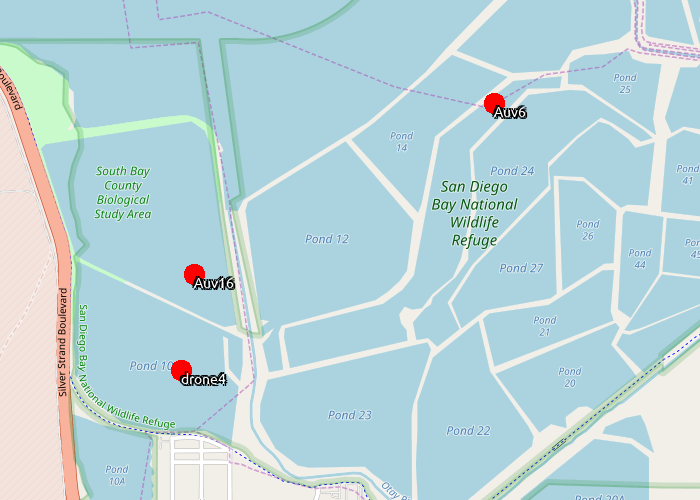 Boulevard
Pond
25
Auv6
Pond
14
Pond 24
South Bay
County
Biological
Study Area
San Diego
Bay National
Wildlife
Refuge
Pond
41
Pond 12
Pond
26
Pond
44
Pond 27
Auv16
Silver Strand Boulevard
San Diego Bay National Wildlife Refuge
Pond
21
Pond 10
drone4
Pond
20
Pond 23
Pond 22
Pond
10A
Otay
Pond 20A